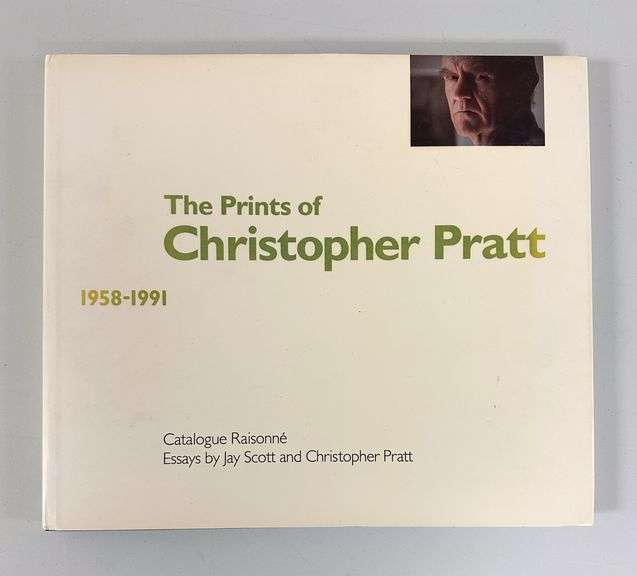 The Prints of
Christopher Pratt
1958-1991
Catalogue Raisonné
Essays by Jay Scott and Christopher Pratt